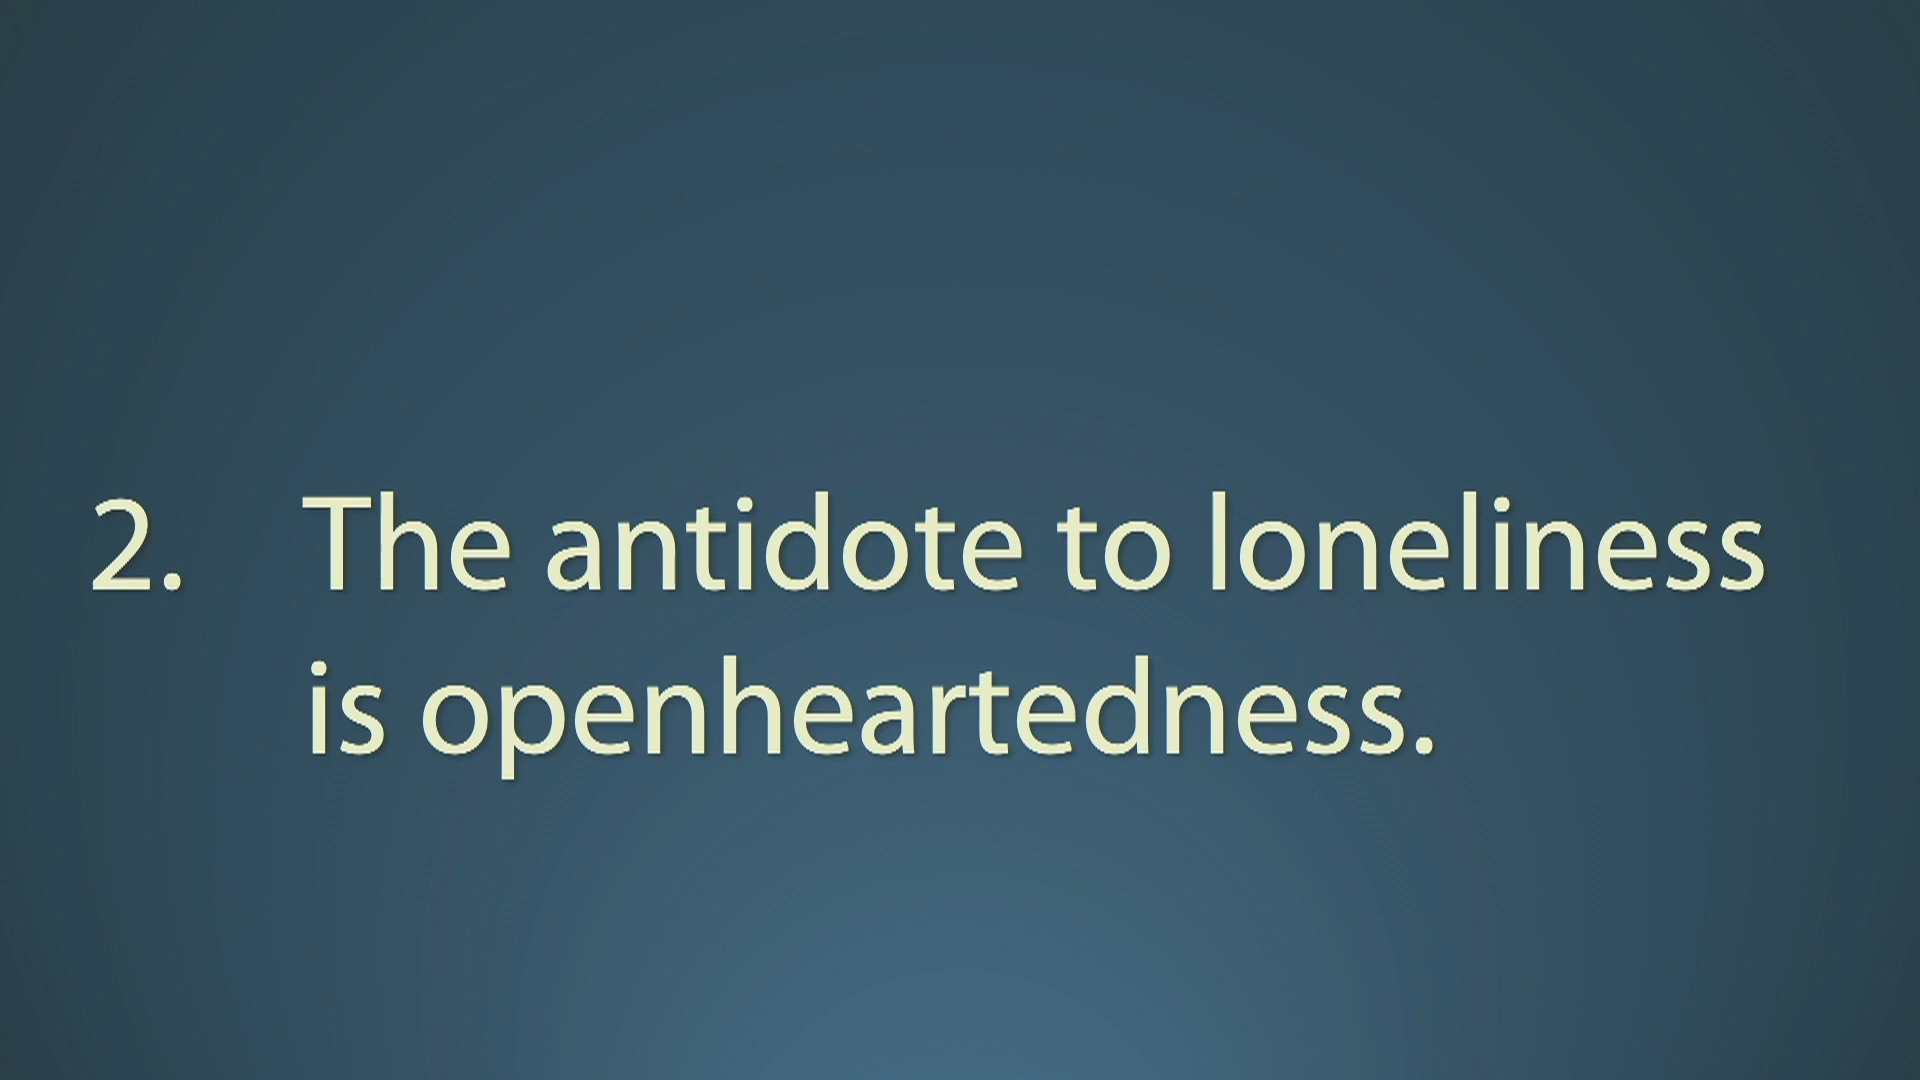 2. The antidote to loneliness
is openheartedness.